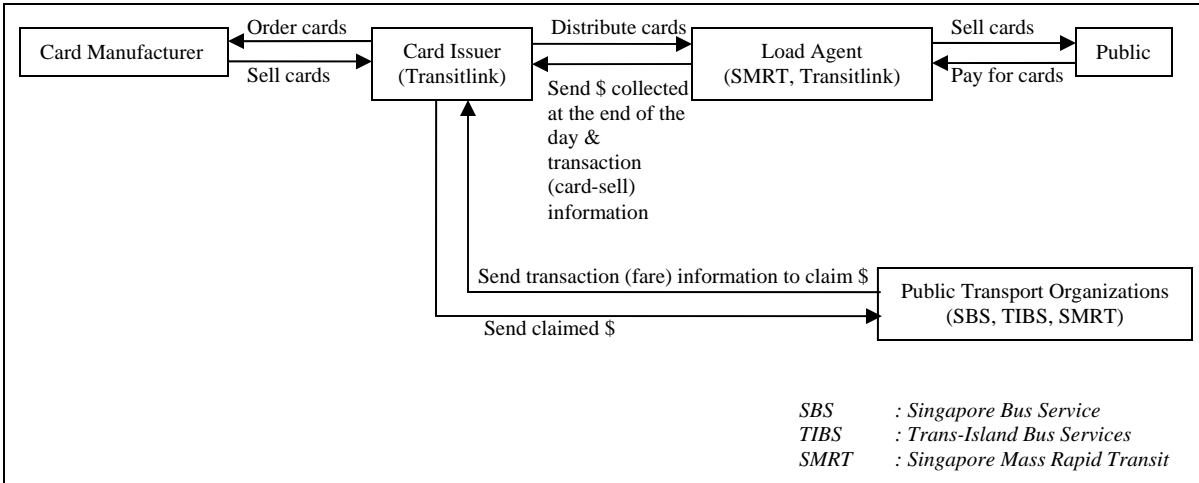 Order cards
Card Manufacturer
Sell cards
Card Issuer
(Transitlink)
Distribute cards
Send $ collected
at the end of the
day &
transaction
(card-sell)
information
Load Agent
(SMRT, Transitlink)
Sell cards
Pay for cards
Public
Send transaction (fare) information to claim $
Send claimed $
Public Transport Organizations
(SBS, TIBS, SMRT)
SBS : Singapore Bus Service
TIBS : Trans-Island Bus Services
SMRT : Singapore Mass Rapid Transit